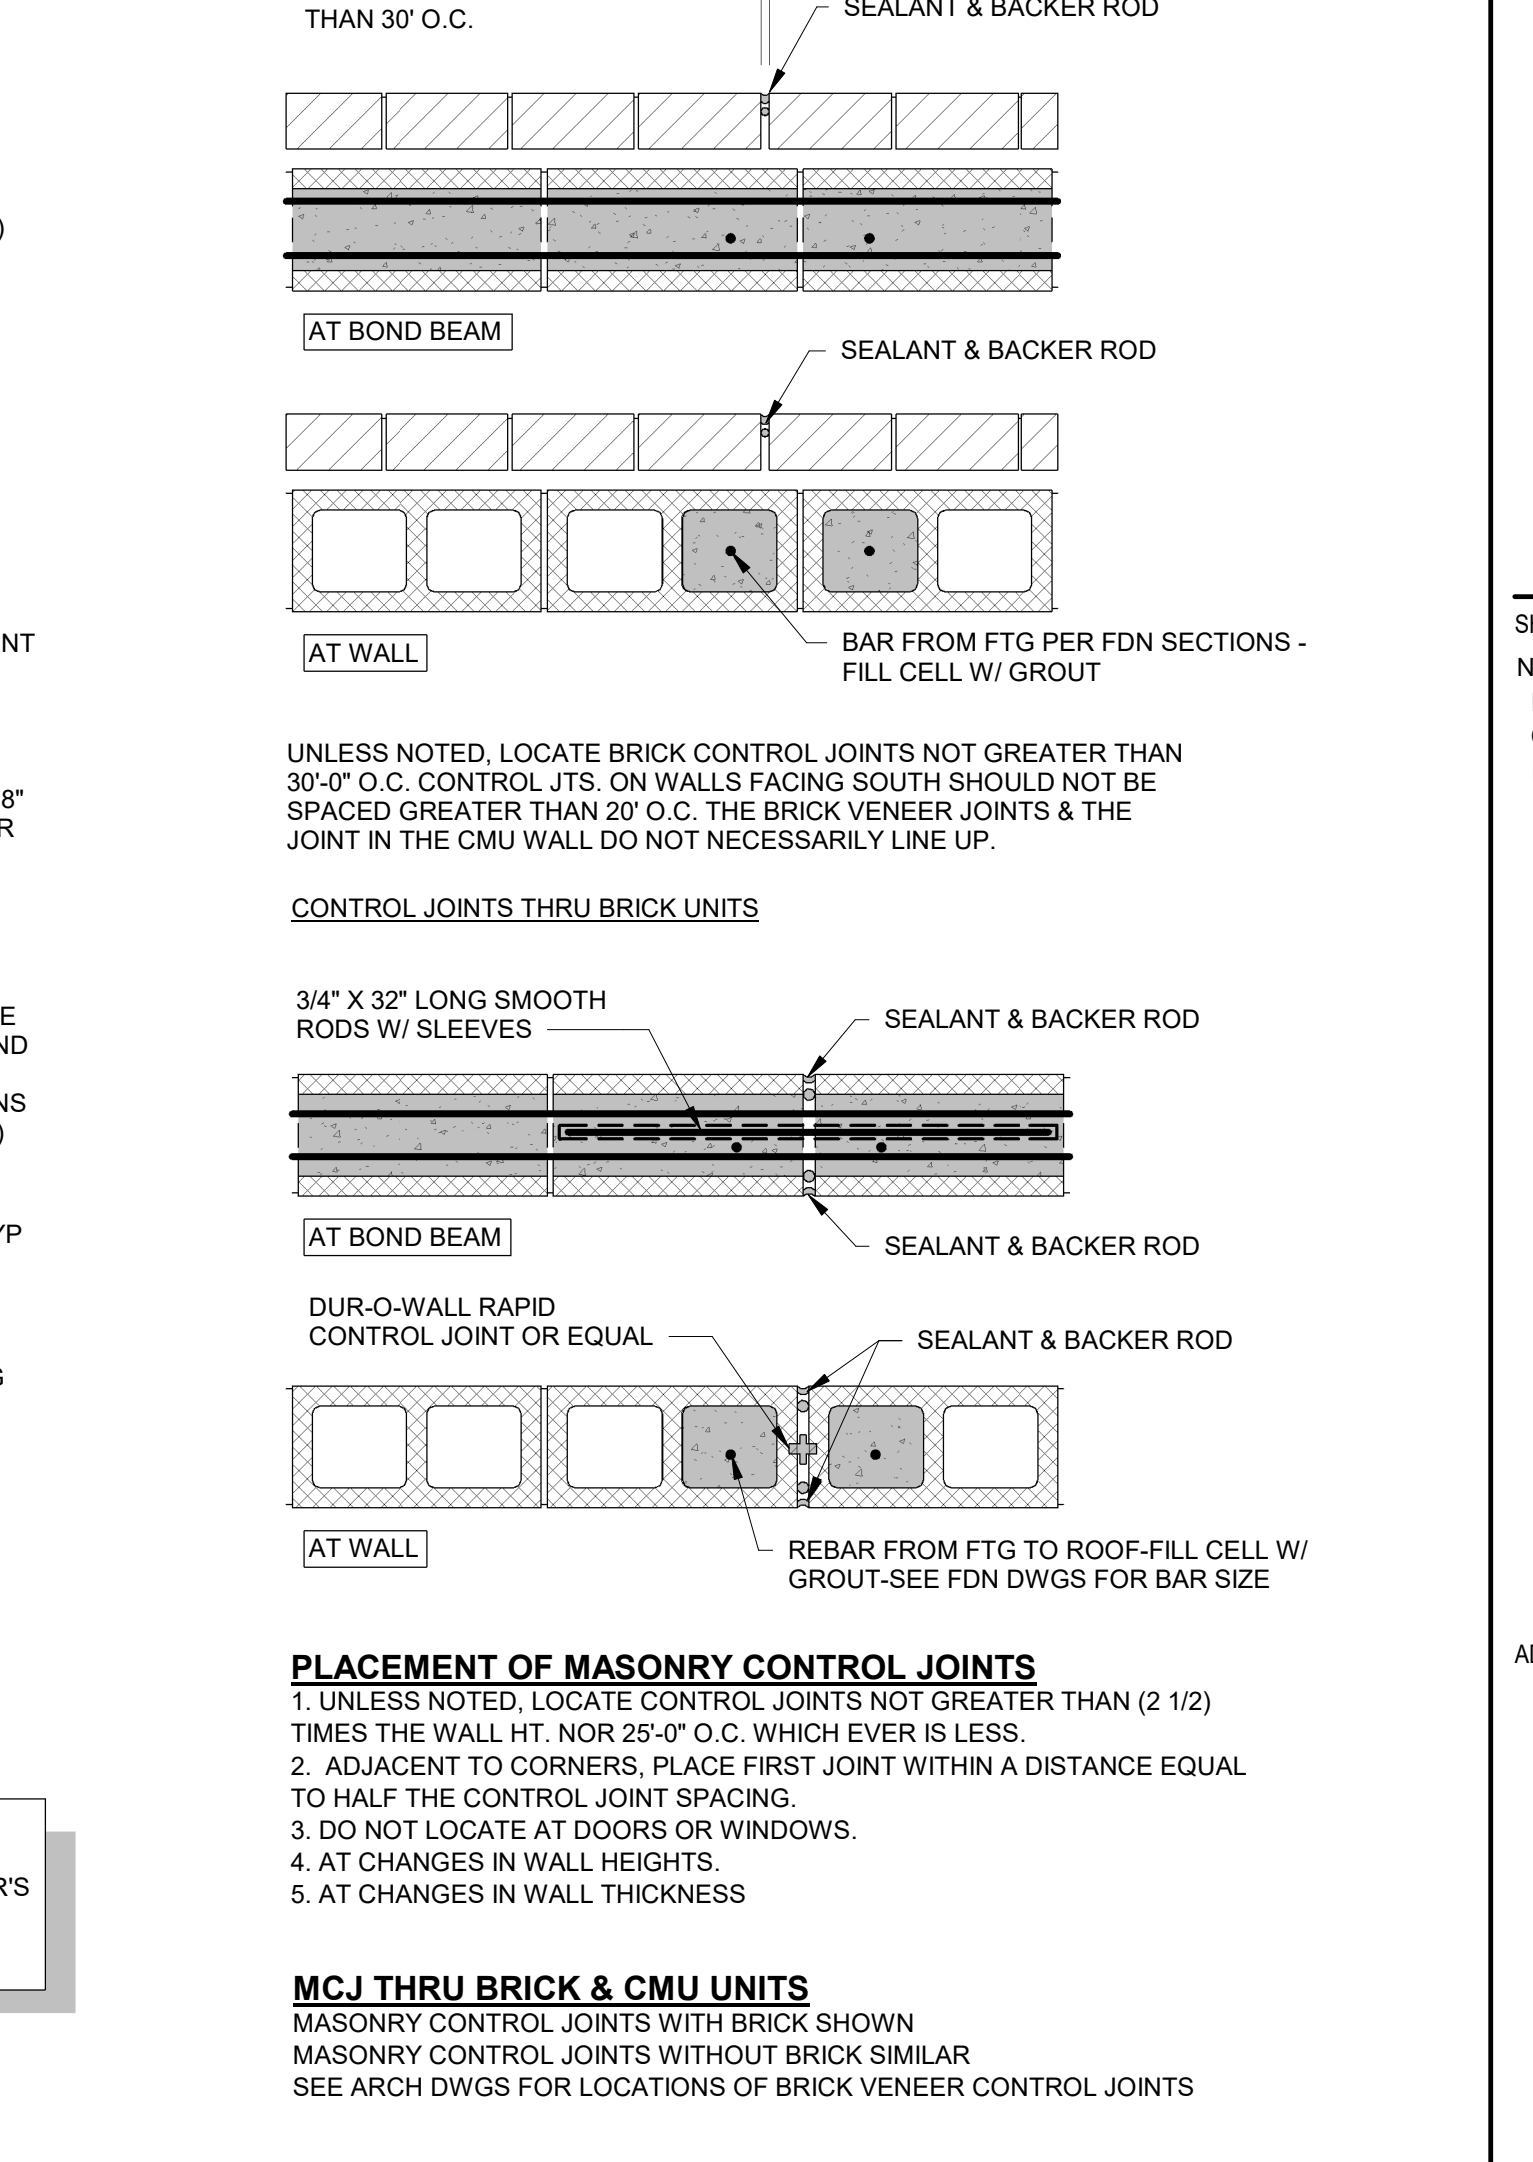 THAN 30' O.C.
SEALANT & BACKER ROD
)
AT BOND BEAM
SEALANT & BACKER ROD
AT WALL
BAR FROM FTG PER FDN SECTIONS -
FILL CELL W/ GROUT
NT
UNLESS NOTED, LOCATE BRICK CONTROL JOINTS NOT GREATER THAN
30'-0" O.C. CONTROL JTS. ON WALLS FACING SOUTH SHOULD NOT BE
SPACED GREATER THAN 20' O.C. THE BRICK VENEER JOINTS & THE
JOINT IN THE CMU WALL DO NOT NECESSARILY LINE UP.
8"
R
CONTROL JOINTS THRU BRICK UNITS
3/4" X 32" LONG SMOOTH
RODS W/ SLEEVES
SEALANT & BACKER ROD
E
ND
NS
)
AT BOND BEAM
SEALANT & BACKER ROD
YP
DUR-O-WALL RAPID
CONTROL JOINT OR EQUAL
SEALANT & BACKER ROD
G
AT WALL
REBAR FROM FTG TO ROOF-FILL CELL W/
GROUT-SEE FDN DWGS FOR BAR SIZE
PLACEMENT OF MASONRY CONTROL JOINTS
1. UNLESS NOTED, LOCATE CONTROL JOINTS NOT GREATER THAN (2 1/2)
TIMES THE WALL HT. NOR 25'-0" O.C. WHICH EVER IS LESS.
2. ADJACENT TO CORNERS, PLACE FIRST JOINT WITHIN A DISTANCE EQUAL
TO HALF THE CONTROL JOINT SPACING.
3. DO NOT LOCATE AT DOORS OR WINDOWS.
4. AT CHANGES IN WALL HEIGHTS.
5. AT CHANGES IN WALL THICKNESS
R'S
MCJ THRU BRICK & CMU UNITS
MASONRY CONTROL JOINTS WITH BRICK SHOWN
MASONRY CONTROL JOINTS WITHOUT BRICK SIMILAR
SEE ARCH DWGS FOR LOCATIONS OF BRICK VENEER CONTROL JOINTS